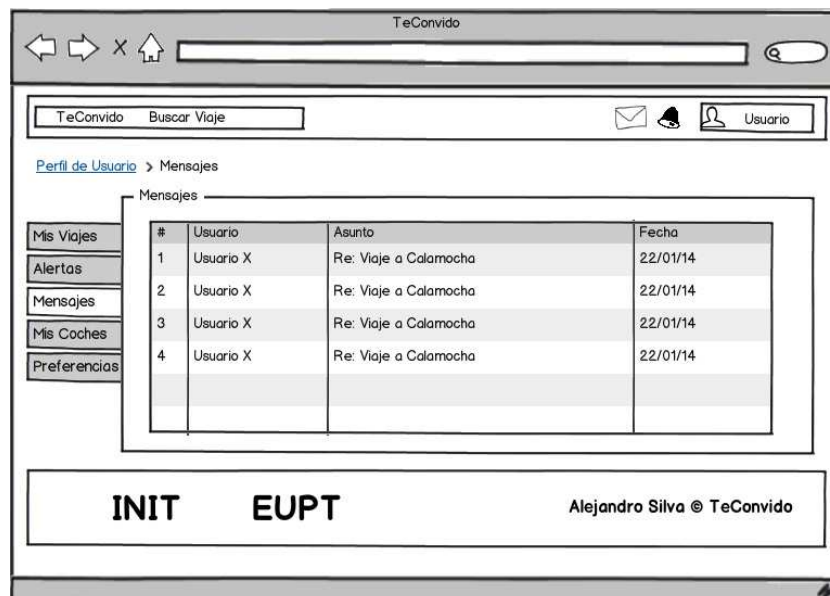 TeConvido
TeConvido Buscar Viaje Usuario
Perfil de Usuario > Mensajes
Mensajes
Mis Viajes
Alertas
Mensajes
Mis Coches
Preferencias
# Usuario Asunto Fecha
1 Usuario X Re: Viaje a Calamocha 22/01/14
2 Usuario X Re: Viaje a Calamocha 22/01/14
3 Usuario X Re: Viaje a Calamocha 22/01/14
4 Usuario X Re: Viaje a Calamocha 22/01/14
INIT EUPT Alejandro Silva © TeConvido